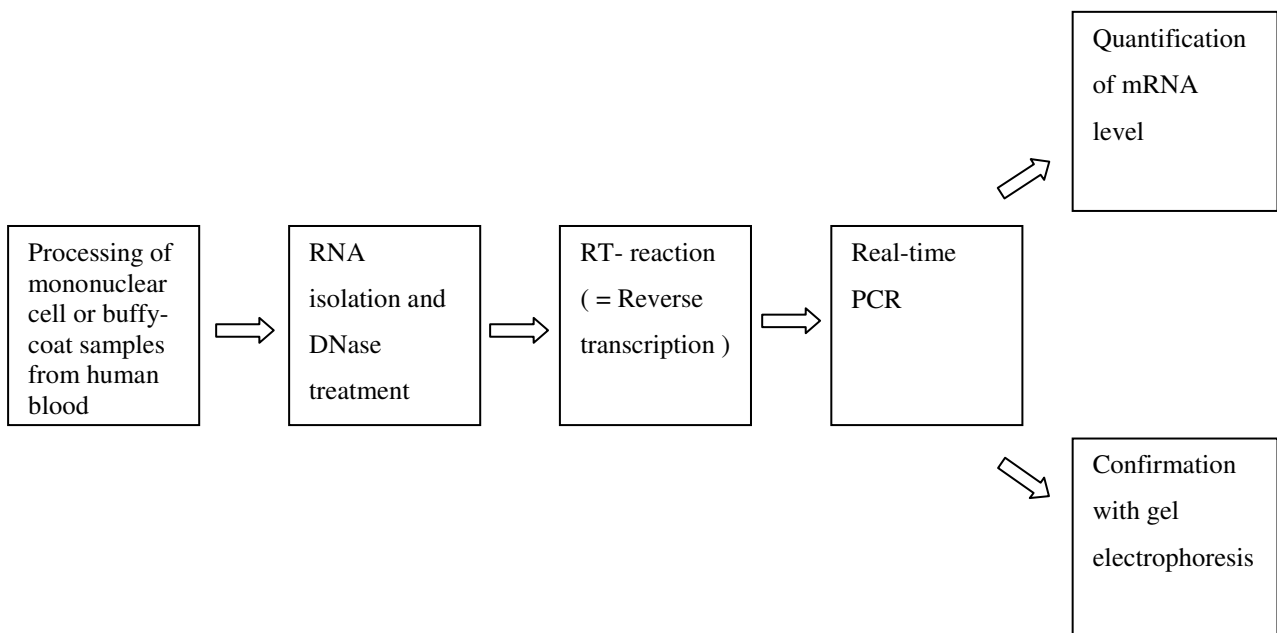 Processing of
mononuclear
cell or buffy-
coat samples
from human
blood
RNA
isolation and
DNase
treatment
RT- reaction
( = Reverse
transcription )
Real-time
PCR
Quantification
of mRNA
level
Confirmation
with gel
electrophoresis